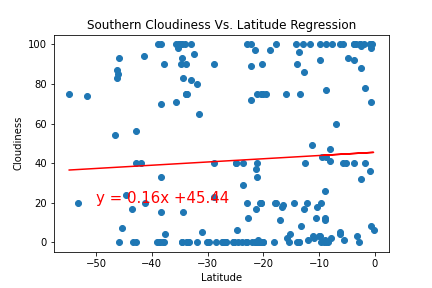 Southern Cloudiness Vs. Latitude Regression
100
80
60
40
20
0
Cloudiness
y = 0.16x +45.44
−50 −40 −30 −20 −10 0
Latitude